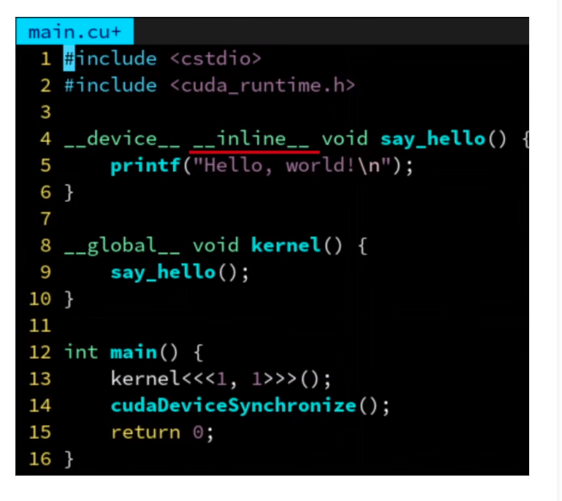 main.cu+
1 #include <cstdio>
2 #include <cuda_runtime.h>
3
4 __device__ __inline__ void say_hello() {
5     printf("Hello, world!\n");
6 }
7
8 __global__ void kernel() {
9     say_hello();
10 }
11
12 int main() {
13     kernel<<<1, 1>>>();
14     cudaDeviceSynchronize();
15     return 0;
16 }